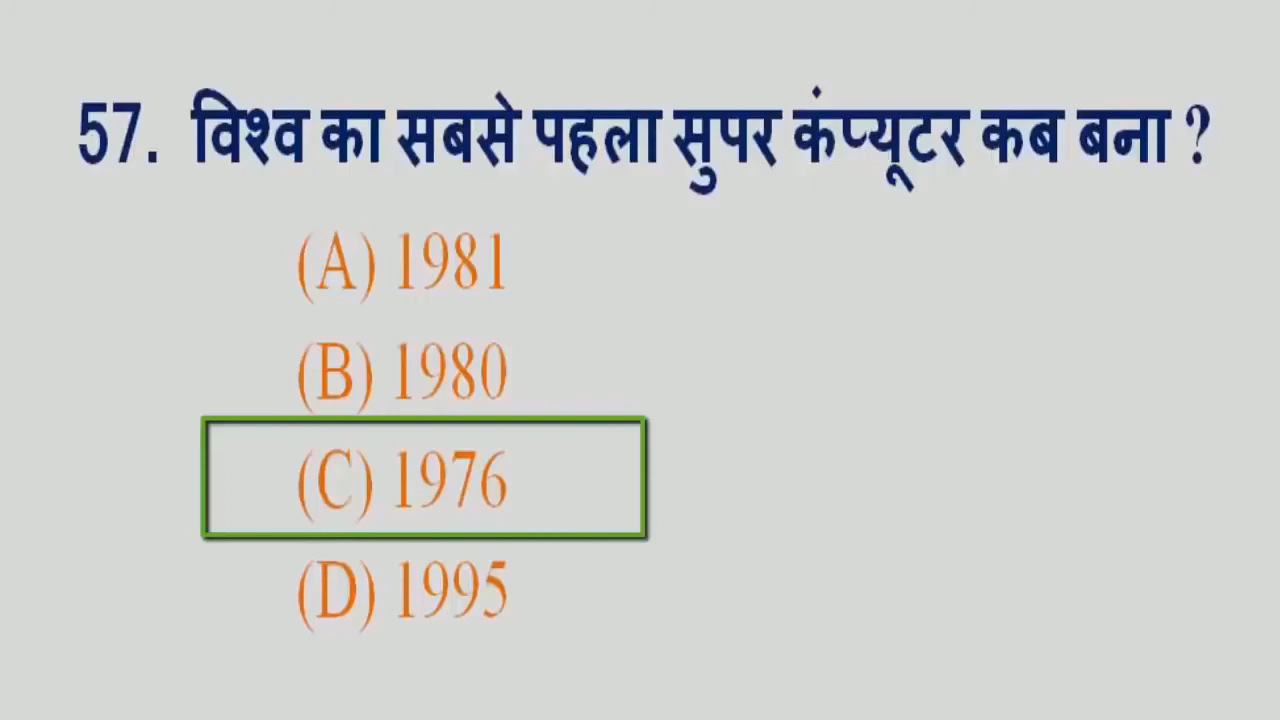 57. विश्व का सबसे पहला सुपर कंप्यूटर कब बना ?
(A) 1981
(B) 1980
(C) 1976
(D) 1995